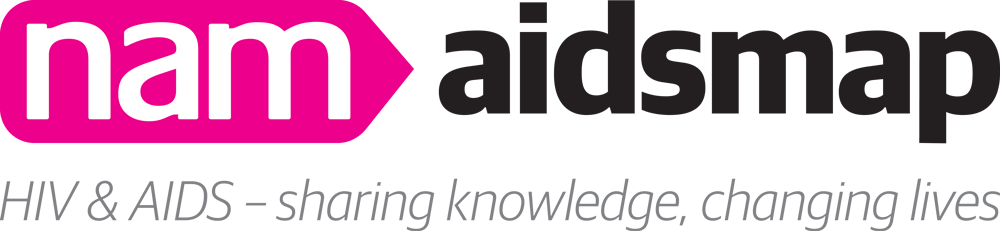 nam aidsmap
HIV & AIDS – sharing knowledge, changing lives